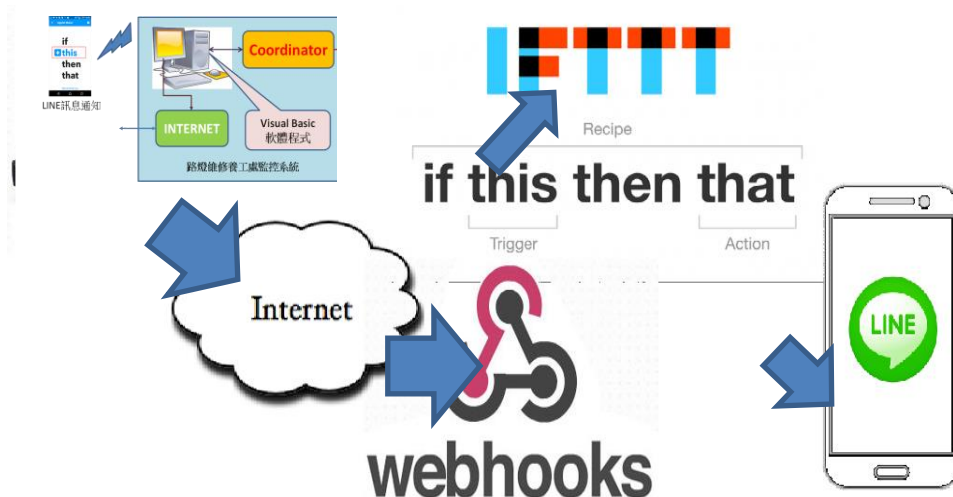 if
this
then
that
LINE訊息通知
Coordinator
INTERNET
Visual Basic
軟體程式
路燈維修養工處監控系統
IFTTT
Recipe
if this then that
Trigger
Action
Internet
webhooks
LINE